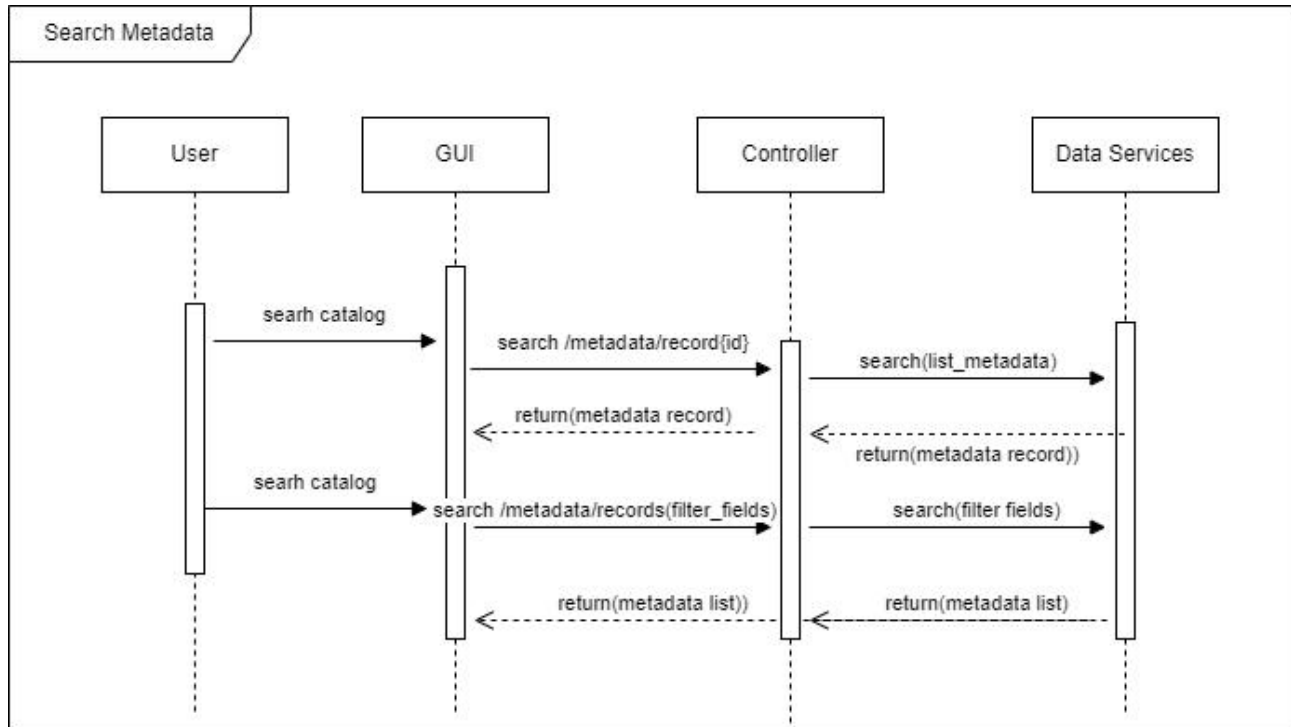 Search Metadata
User
GUI
Controller
Data Services
searh catalog
search /metadata/record{id}
search(list_metadata)
return(metadata record)
return(metadata record))
searh catalog
search /metadata/records(filter_fields)
search(filter fields)
return(metadata list))
return(metadata list)